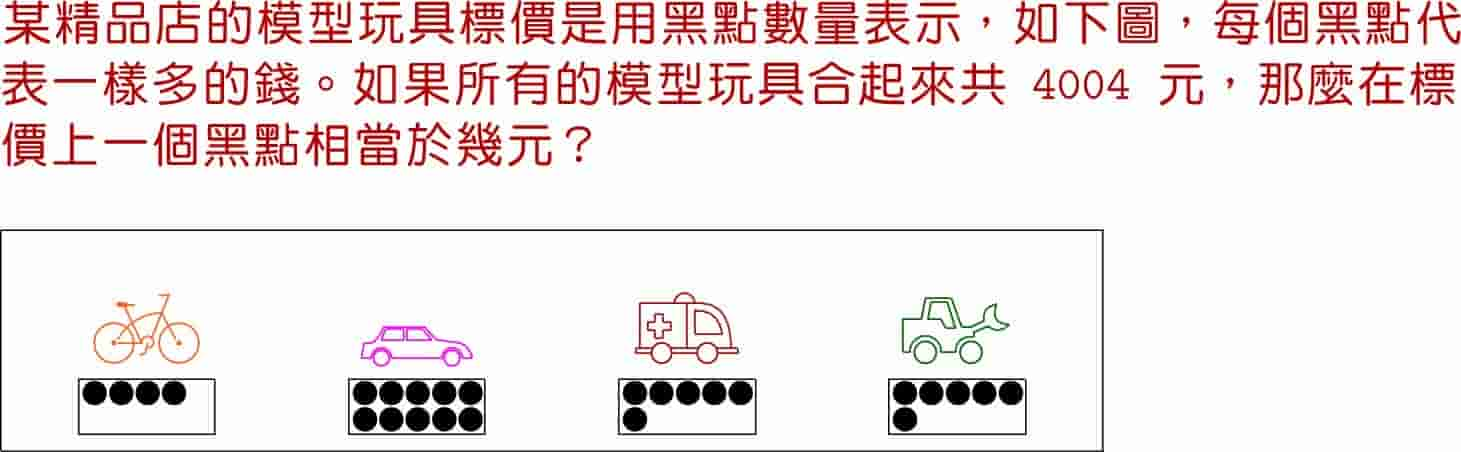 某精品店的模型玩具標價是用黑點數量表示，如下圖，每個黑點代
表一樣多的錢。如果所有的模型玩具合起來共 4004 元，那麼在標
價上一個黑點相當於幾元？